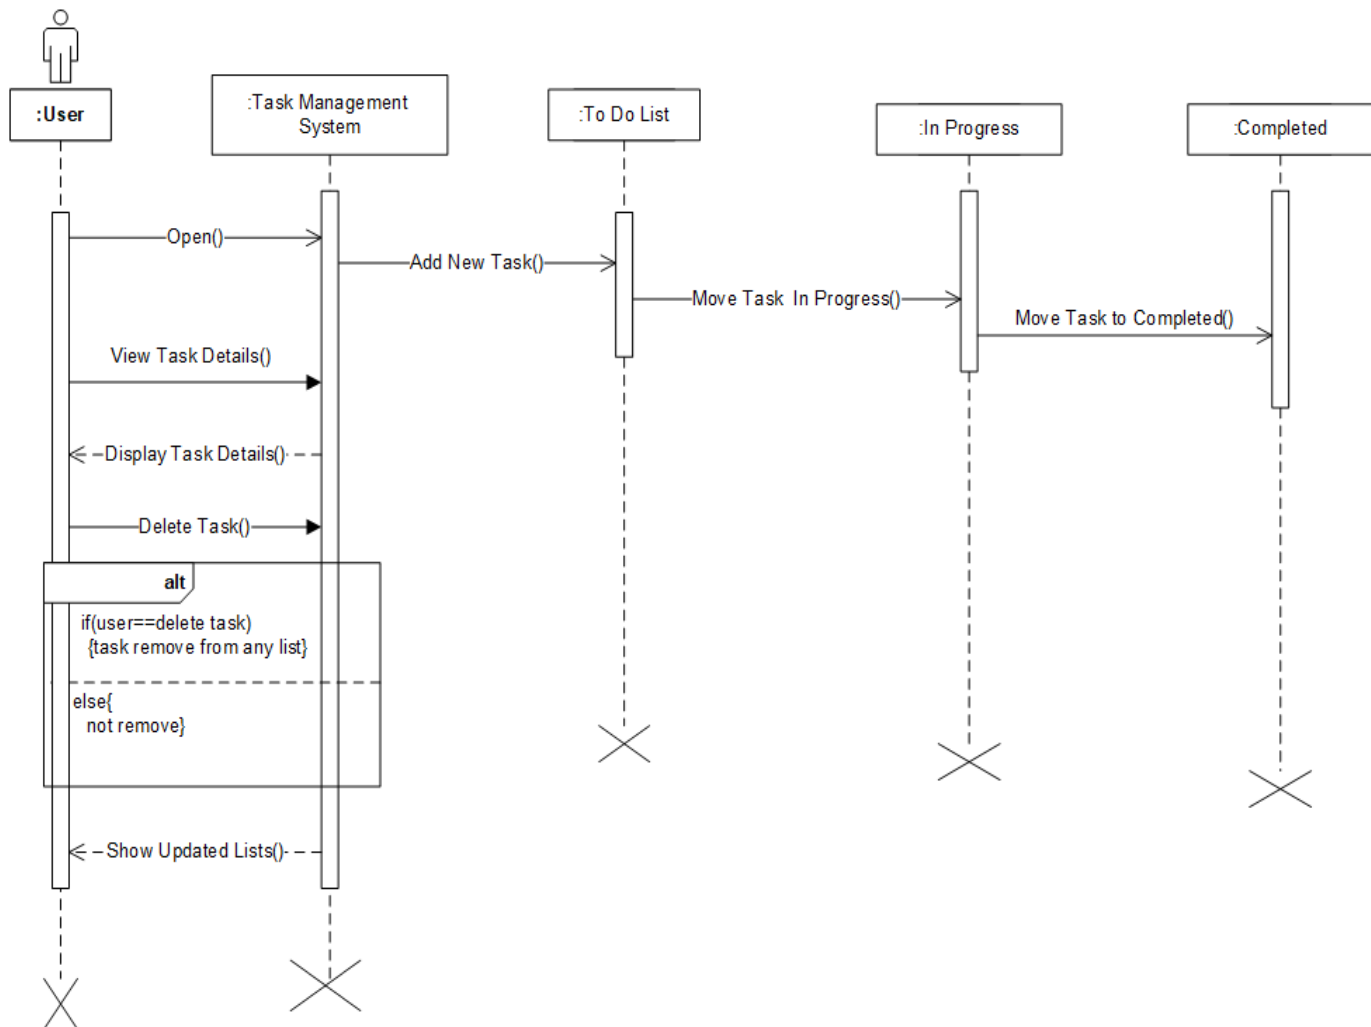 :User
:Task Management
System
:To Do List
:In Progress
:Completed
Open()
Add New Task()
Move Task In Progress()
Move Task to Completed()
View Task Details()
Display Task Details()
Delete Task()
alt
if(user==delete task)
{task remove from any list}
else{
not remove}
Show Updated Lists()